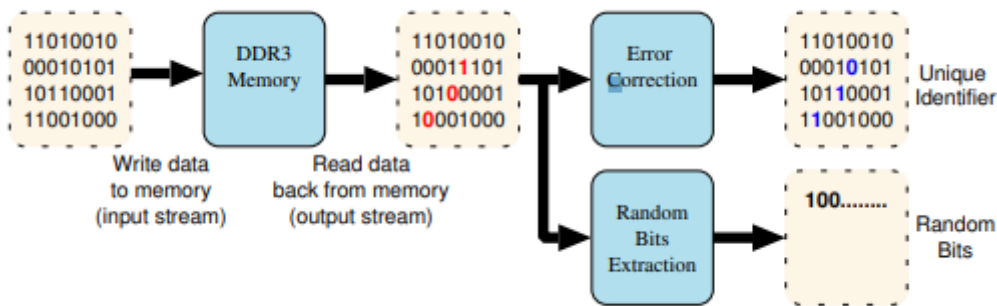 11010010
00010101
10110001
11001000
DDR3
Memory
11010010
00011101
10100001
10001000
Error
Correction
11010010
00010101
10110001
11001000
Unique
Identifier
Write data
to memory
(input stream)
Read data
back from memory
(output stream)
Random
Bits
Extraction
100........
Random
Bits